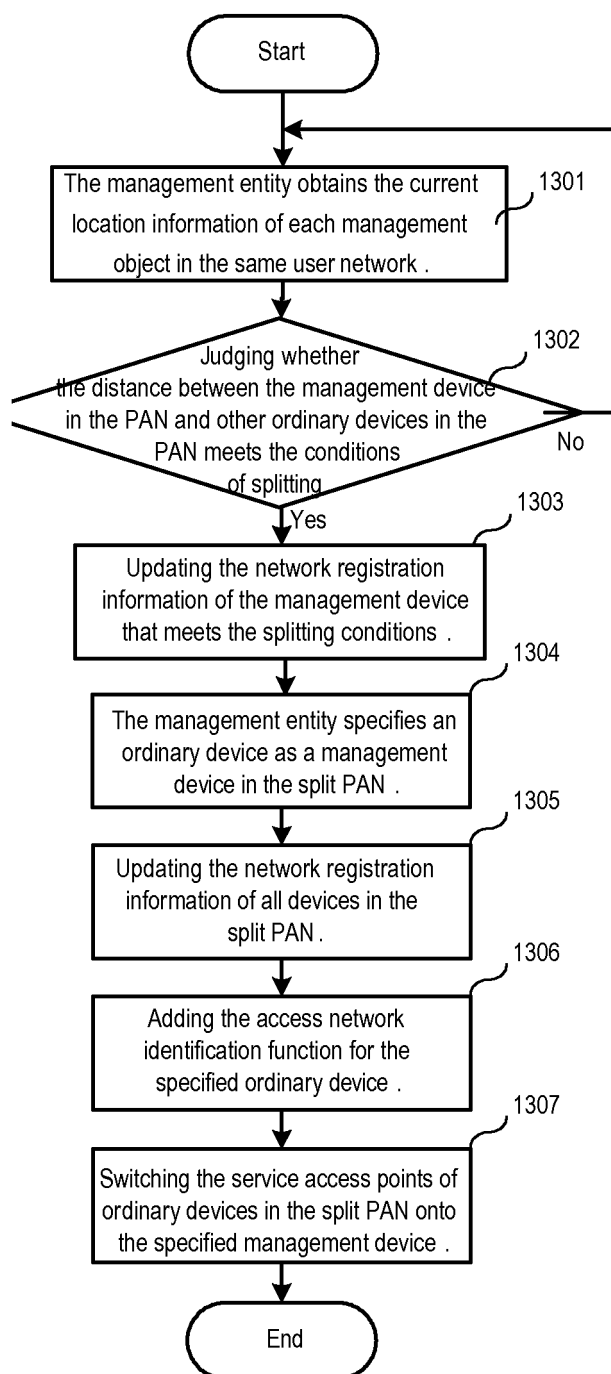 Start
The management entity obtains the current
location information of each management
object in the same user network .
1301
Judging whether
the distance between the management device
in the PAN and other ordinary devices in the
PAN meets the conditions
of splitting
1302
No
Yes
1303
Updating the network registration
information of the management device
that meets the splitting conditions .
1304
The management entity specifies an
ordinary device as a management
device in the split PAN .
1305
Updating the network registration
information of all devices in the
split PAN .
1306
Adding the access network
identification function for the
specified ordinary device .
1307
Switching the service access points of
ordinary devices in the split PAN onto
the specified management device .
End